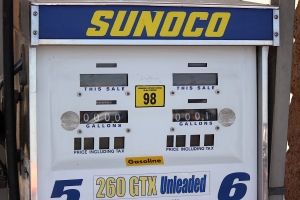 SUNOCO
THIS SALE
THIS SALE
98
GALLONS
GALLONS
PRICE INCLUDING TAX
PRICE INCLUDING TAX
Gasoline
5
260 GTX Unleaded
6